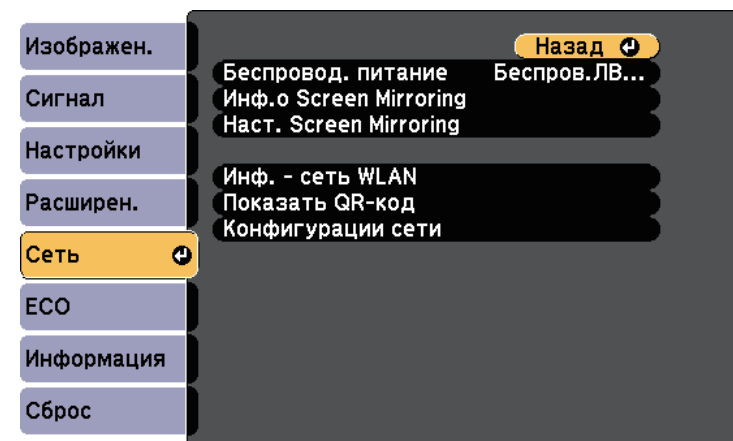 Изображен.
Сигнал
Настройки
Расширен.
Сеть
ECO
Информация
Сброс
Назад
Беспровод. питание Беспров.ЛВ...
Инф.о Screen Mirroring
Наст. Screen Mirroring
Инф. - сеть WLAN
Показать QR-код
Конфигурации сети